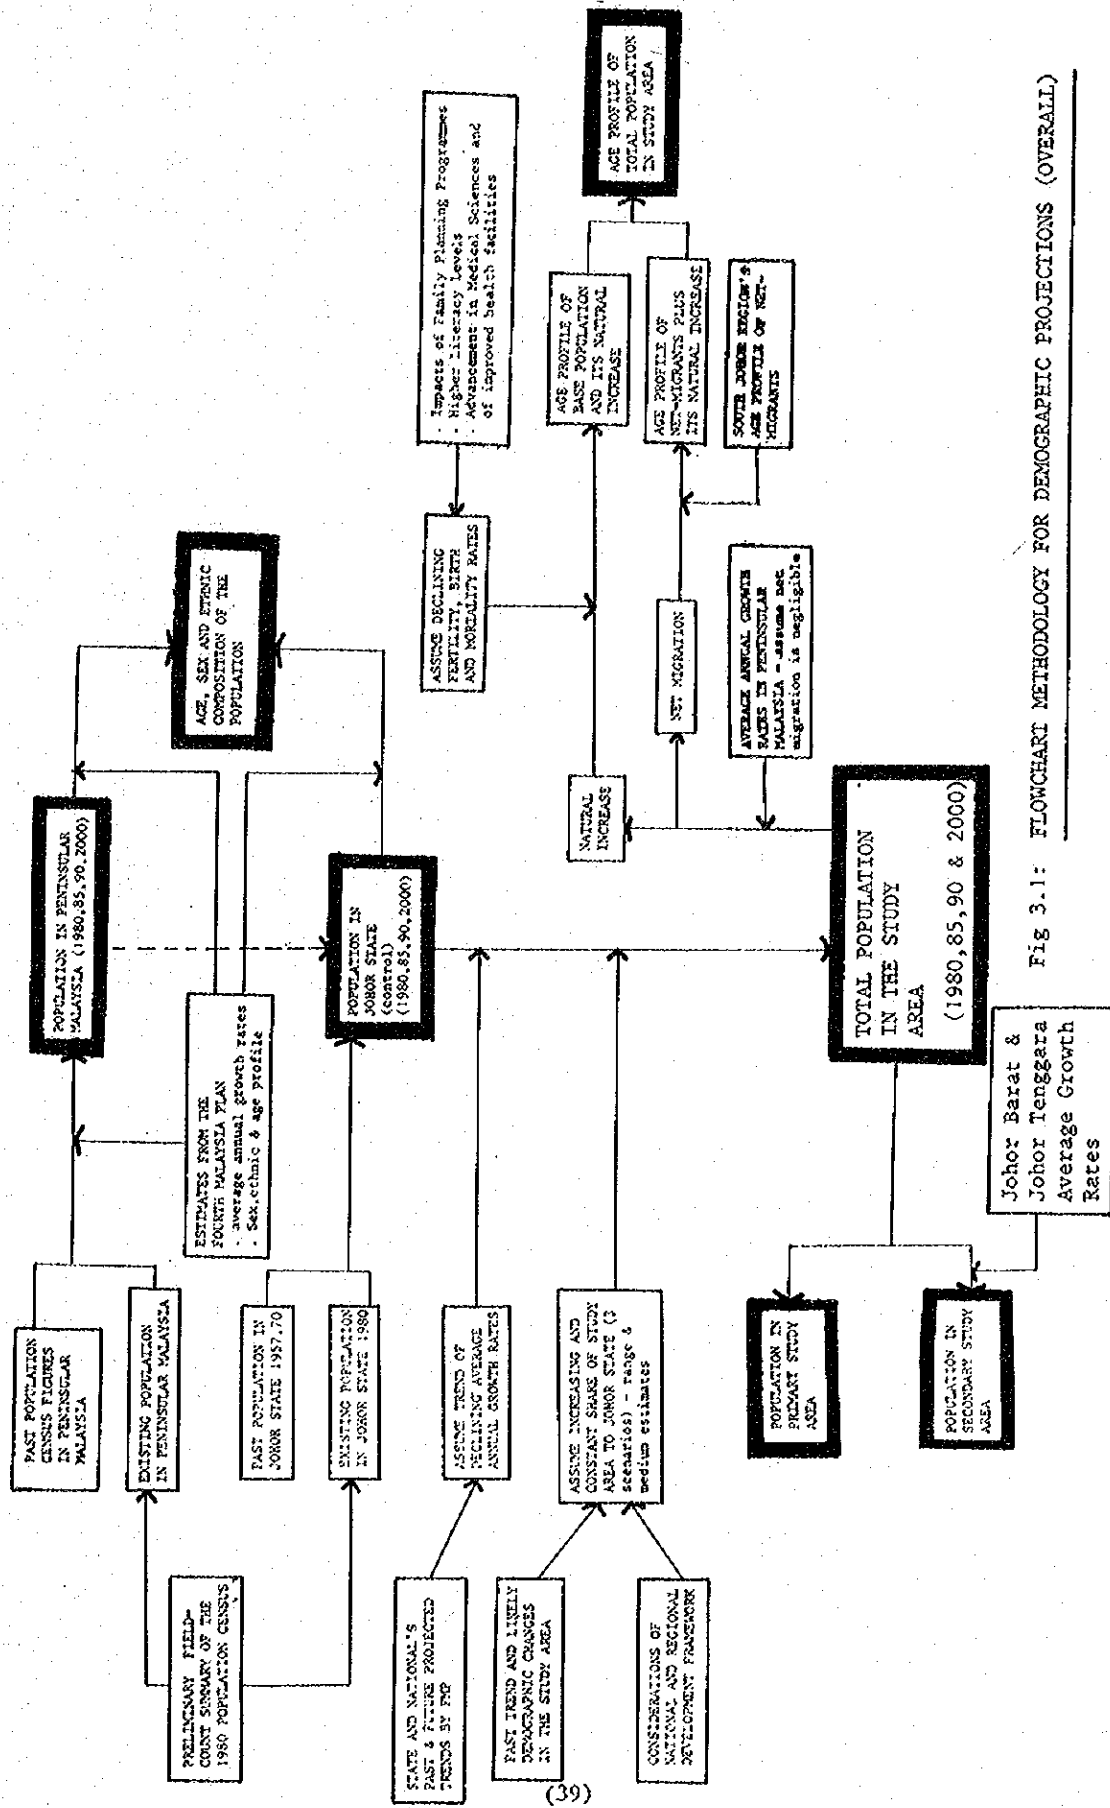 PRELIMINARY FIELD-
COUNT SUMMARY OF THE
1980 POPULATION CENSUS
PAST POPULATION
CENSUS FIGURES
IN PENINSULAR
MALAYSIA
EXISTING POPULATION
IN PENINSULAR MALAYSIA
ESTIMATES FROM THE
FOURTH MALAYSIA PLAN
- average annual growth rates
- Sex,ethnic & age profile
POPULATION IN PENINSULAR
MALAYSIA (1980.85.90.2000)
AGE, SEX AND ETHNIC
COMPOSITION OF THE
POPULATION
PAST POPULATION IN
JOHOR STATE 1957.70
EXISTING POPULATION
IN JOHOR STATE 1980
POPULATION IN
JOHOR STATE
(control)
(1980.85.90.2000)
STATE AND NATIONAL'S
PAST & FUTURE PROJECTED
TRENDS BY FMP
ASSUME TREND OF
DECLINING AVERAGE
ANNUAL GROWTH RATES
PAST TREND AND LIKELY
DEMOGRAPHIC CHANGES
IN THE STUDY AREA
CONSIDERATIONS OF
NATIONAL AND REGIONAL
DEVELOPMENT FRAMEWORK
ASSUME INCREASING AND
CONSTANT SHARE OF STUDY
AREA TO JOHOR STATE (3
scenarios) - range &
medium estimates
- Impacts of Family Planning Programmes
- Higher Literacy Levels
- Advancement in Medical Sciences and
of improved health facilities
ASSUME DECLINING
FERTILITY, BIRTH
AND MORTALITY RATES
NATURAL
INCREASE
NET MIGRATION
AVERAGE ANNUAL GROWTH
RATES IN PENINSULAR
MALAYSIA - assume net
migration is negligible
AGE PROFILE OF
BASE POPULATION
AND ITS NATURAL
INCREASE
AGE PROFILE OF
NET-MIGRANTS PLUS
ITS NATURAL INCREASE
SOUTH JOHOR REGION'S
AGE PROFILE OF NET-
MIGRANTS
AGE PROFILE OF
TOTAL POPULATION
IN STUDY AREA
TOTAL POPULATION
IN THE STUDY
AREA
(1980,85,90 & 2000)
POPULATION IN
PRIMARY STUDY
AREA
POPULATION IN
SECONDARY STUDY
AREA
Johor Barat &
Johor Tenggara
Average Growth
Rates
Fig 3.1: FLOWCHART METHODOLOGY FOR DEMOGRAPHIC PROJECTIONS (OVERALL)
(39)